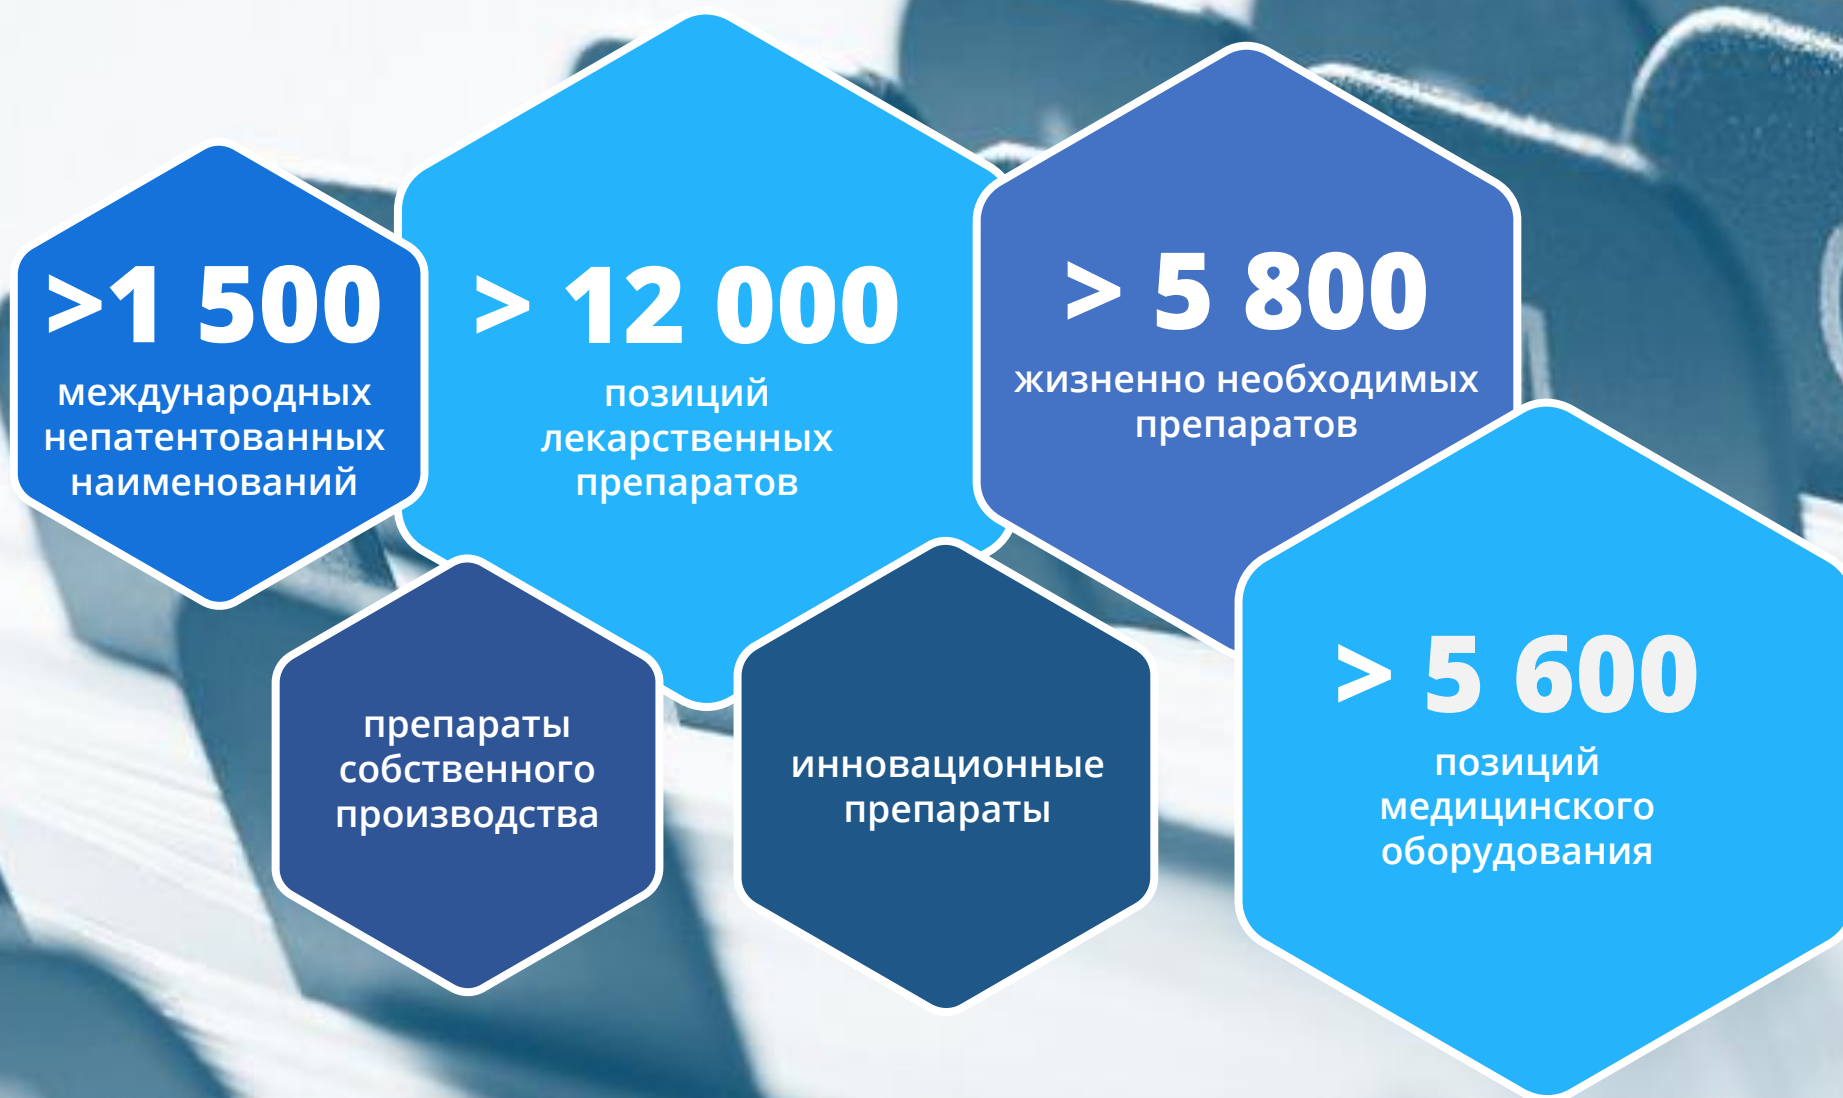 >1 500
международных
непатентованных
наименований
> 12 000
позиций
лекарственных
препаратов
> 5 800
жизненно необходимых
препаратов
препараты
собственного
производства
инновационные
препараты
> 5 600
позиций
медицинского
оборудования